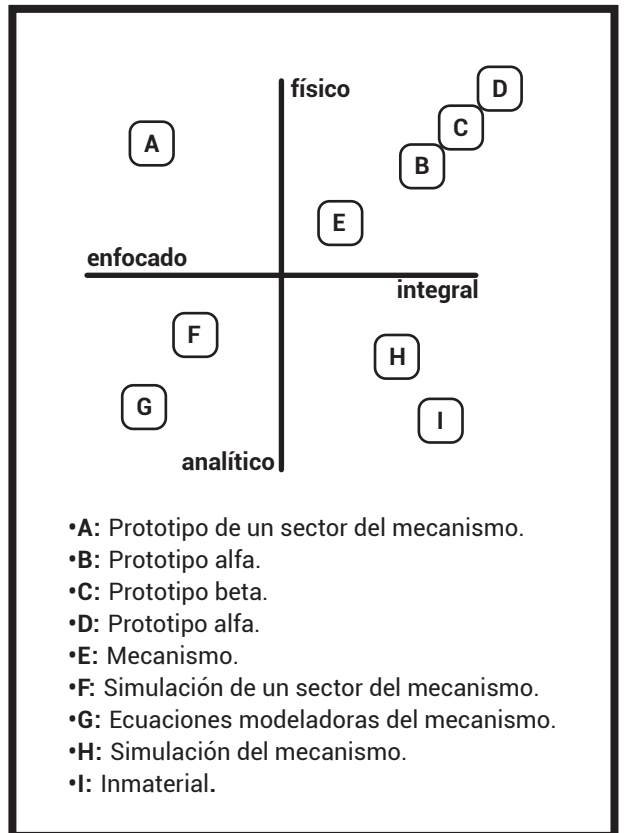 físico
D
C
A
B
E
enfocado
integral
F
H
G
I
analítico
•A: Prototipo de un sector del mecanismo.
•B: Prototipo alfa.
•C: Prototipo beta.
•D: Prototipo alfa.
•E: Mecanismo.
•F: Simulación de un sector del mecanismo.
•G: Ecuaciones modeladoras del mecanismo.
•H: Simulación del mecanismo.
•I: Inmaterial.